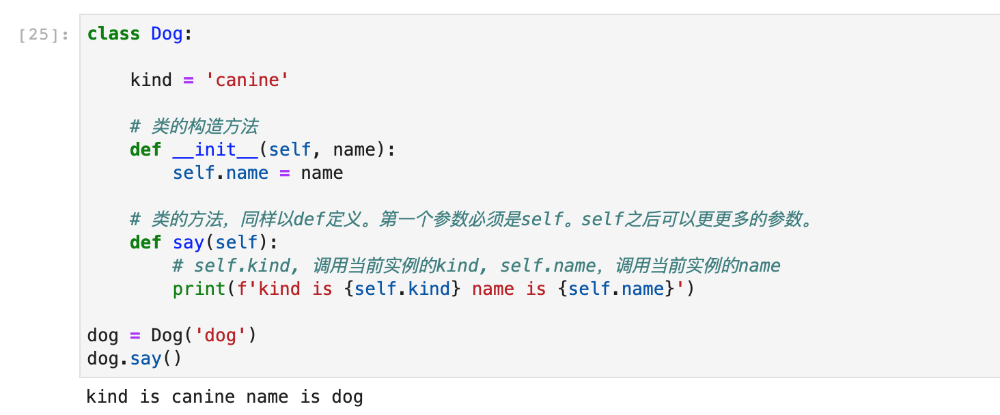 [25]:
class Dog:
    kind = 'canine'
    # 类的构造方法
    def __init__(self, name):
        self.name = name
    # 类的方法，同样以def定义。第一个参数必须是self。self之后可以更更多的参数。
    def say(self):
        # self.kind, 调用当前实例的kind, self.name，调用当前实例的name
        print(f'kind is {self.kind} name is {self.name}')
dog = Dog('dog')
dog.say()
kind is canine name is dog